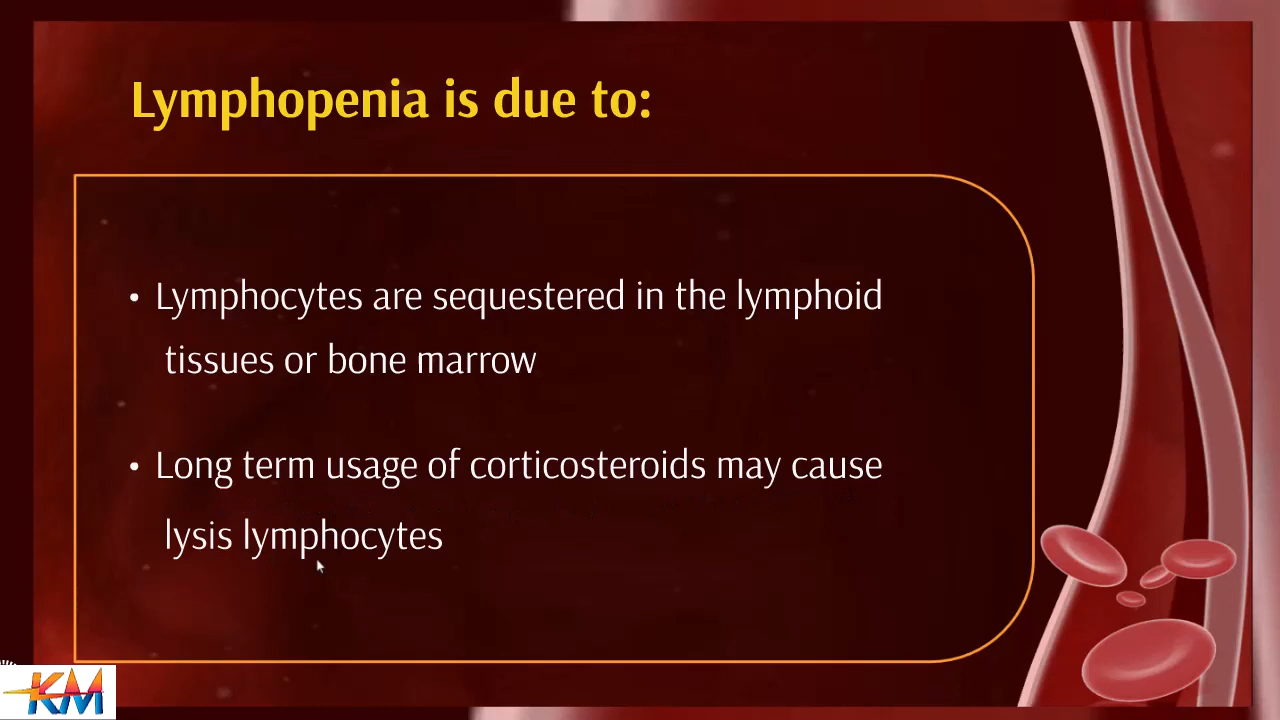 Lymphopenia is due to:
• Lymphocytes are sequestered in the lymphoid
tissues or bone marrow
• Long term usage of corticosteroids may cause
lysis lymphocytes
KM